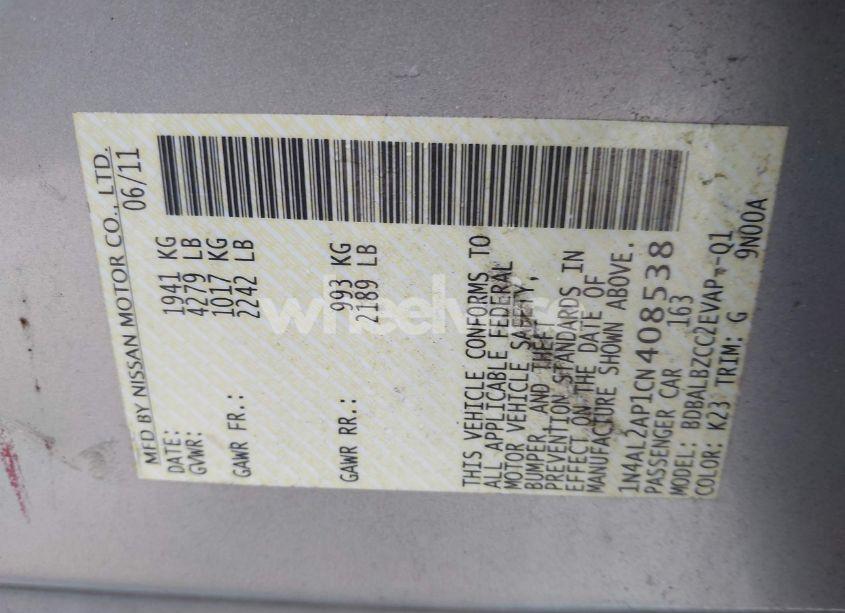 MFD BY NISSAN MOTOR CO., LTD.
DATE: 06/11
GVWR: 1941 KG
4279 LB
GAWR FR.: 1017 KG
2242 LB
GAWR RR.: 993 KG
2189 LB
THIS VEHICLE CONFORMS TO
ALL APPLICABLE FEDERAL
MOTOR VEHICLE SAFETY,
BUMPER, AND THEFT
PREVENTION STANDARDS IN
EFFECT ON THE DATE OF
MANUFACTURE SHOWN ABOVE.
1N4AL2AP1CN408538
PASSENGER CAR 163
MODEL: BDBALBZCC2EVAP--Q1
COLOR: K23 TRIM: G 9N00A